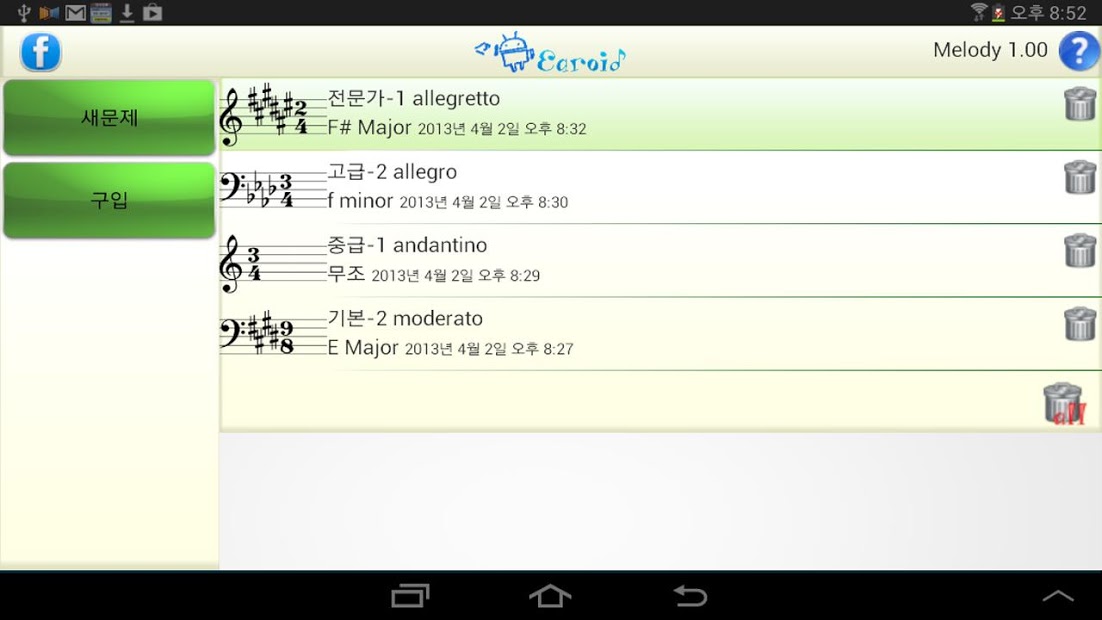 오후 8:52
Earoid
Melody 1.00
새문제
구입
전문가-1 allegretto
F# Major 2013년 4월 2일 오후 8:32
고급-2 allegro
f minor 2013년 4월 2일 오후 8:30
중급-1 andantino
무조 2013년 4월 2일 오후 8:29
기본-2 moderato
E Major 2013년 4월 2일 오후 8:27
all